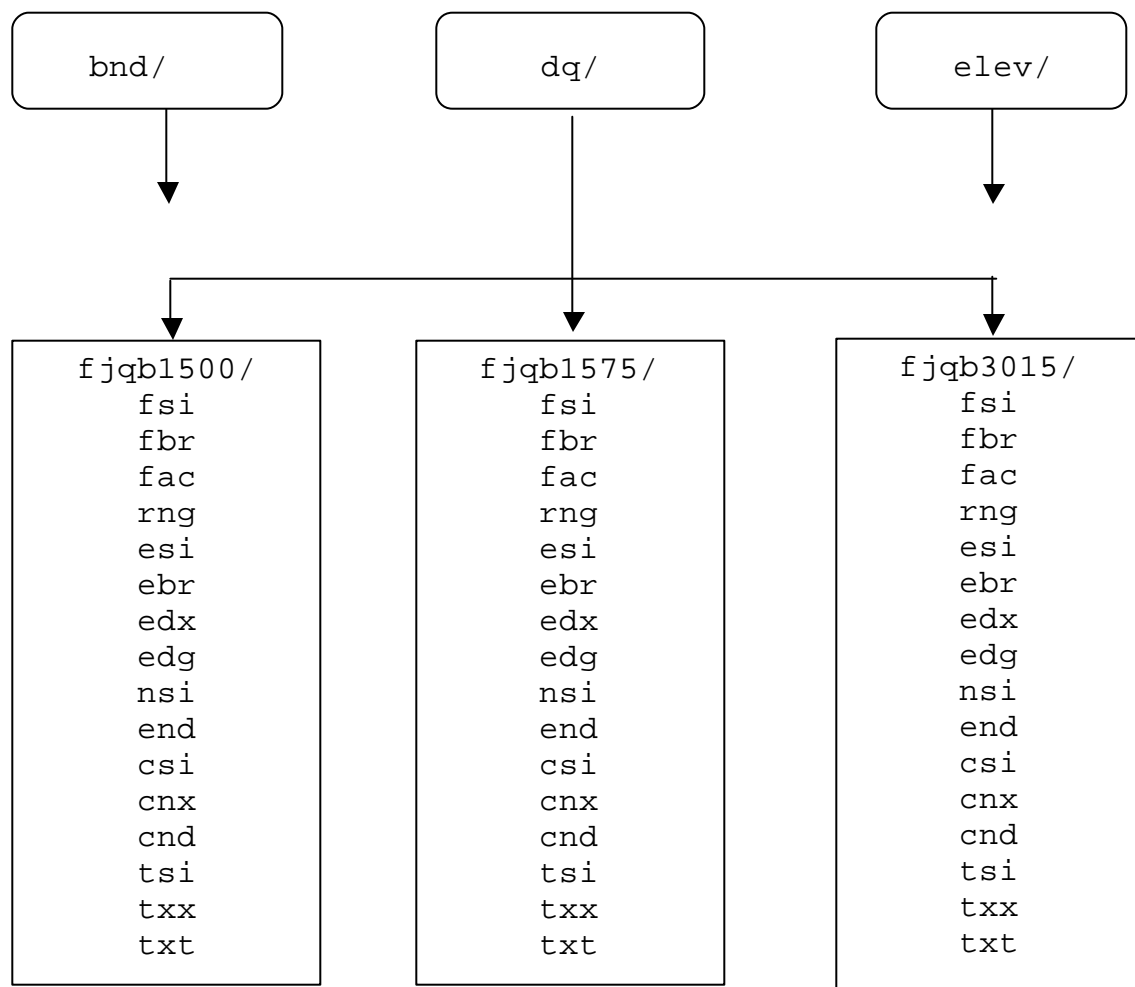 bnd/
dq/
elev/
fjqb1500/
fsi
fbr
fac
rng
esi
ebr
edx
edg
nsi
end
csi
cnx
cnd
tsi
txx
txt
fjqb1575/
fsi
fbr
fac
rng
esi
ebr
edx
edg
nsi
end
csi
cnx
cnd
tsi
txx
txt
fjqb3015/
fsi
fbr
fac
rng
esi
ebr
edx
edg
nsi
end
csi
cnx
cnd
tsi
txx
txt